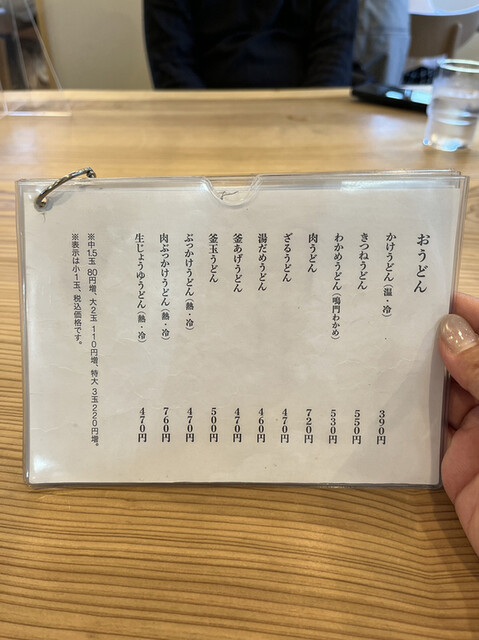 おうどん
かけうどん（温・冷） 390円
きつねうどん 550円
わかめうどん（鳴門わかめ） 530円
肉うどん 720円
ざるうどん 470円
湯だめうどん 460円
釜あげうどん 470円
釜玉うどん 500円
ぶっかけうどん（熱・冷） 470円
肉ぶっかけうどん（熱・冷） 760円
生じょうゆうどん（熱・冷） 470円
※中1.5玉 80円増、大2玉 110円増、特大 3玉220円増。
※表示は小1玉、税込価格です。